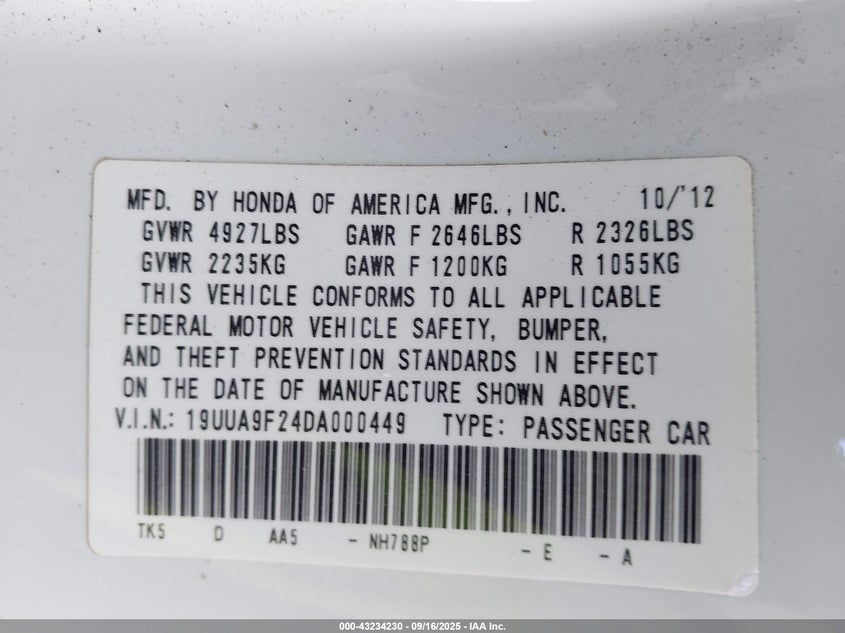 MFD. BY HONDA OF AMERICA MFG., INC. 10/'12
GVWR 4927LBS GAWR F 2646LBS R 2326LBS
GVWR 2235KG GAWR F 1200KG R 1055KG
THIS VEHICLE CONFORMS TO ALL APPLICABLE
FEDERAL MOTOR VEHICLE SAFETY, BUMPER,
AND THEFT PREVENTION STANDARDS IN EFFECT
ON THE DATE OF MANUFACTURE SHOWN ABOVE.
V.I.N.: 19UUA9F24DA000449 TYPE: PASSENGER CAR
TK5 D AA5 - NH788P - E - A
000-43234230 - 09/16/2025 - IAA Inc.